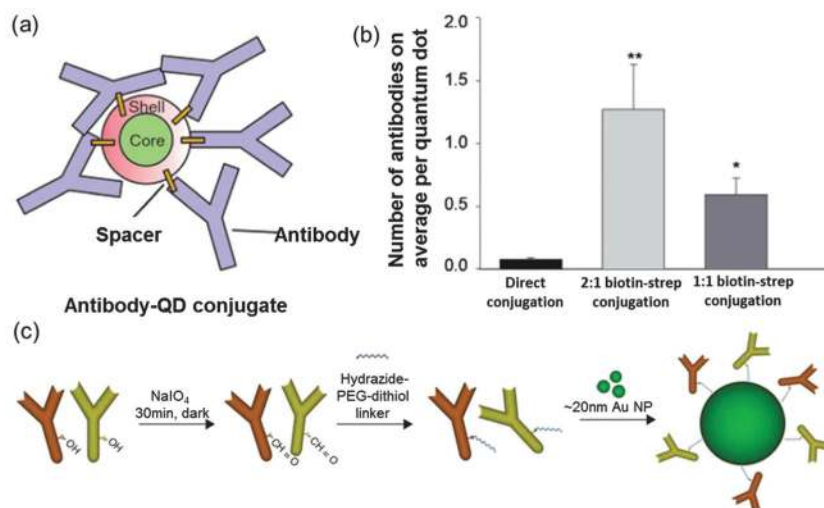 (a)
Shell
Core
Spacer
Antibody
Antibody-QD conjugate
(b)
Number of antibodies on
average per quantum dot
2.0
1.5
1.0
0.5
0.0
**
*
Direct
conjugation
2:1 biotin-strep
conjugation
1:1 biotin-strep
conjugation
(c)
OH
OH
NaIO4
30min, dark
CH=O
CH=O
Hydrazide-
PEG-dithiol
linker
~20nm Au NP